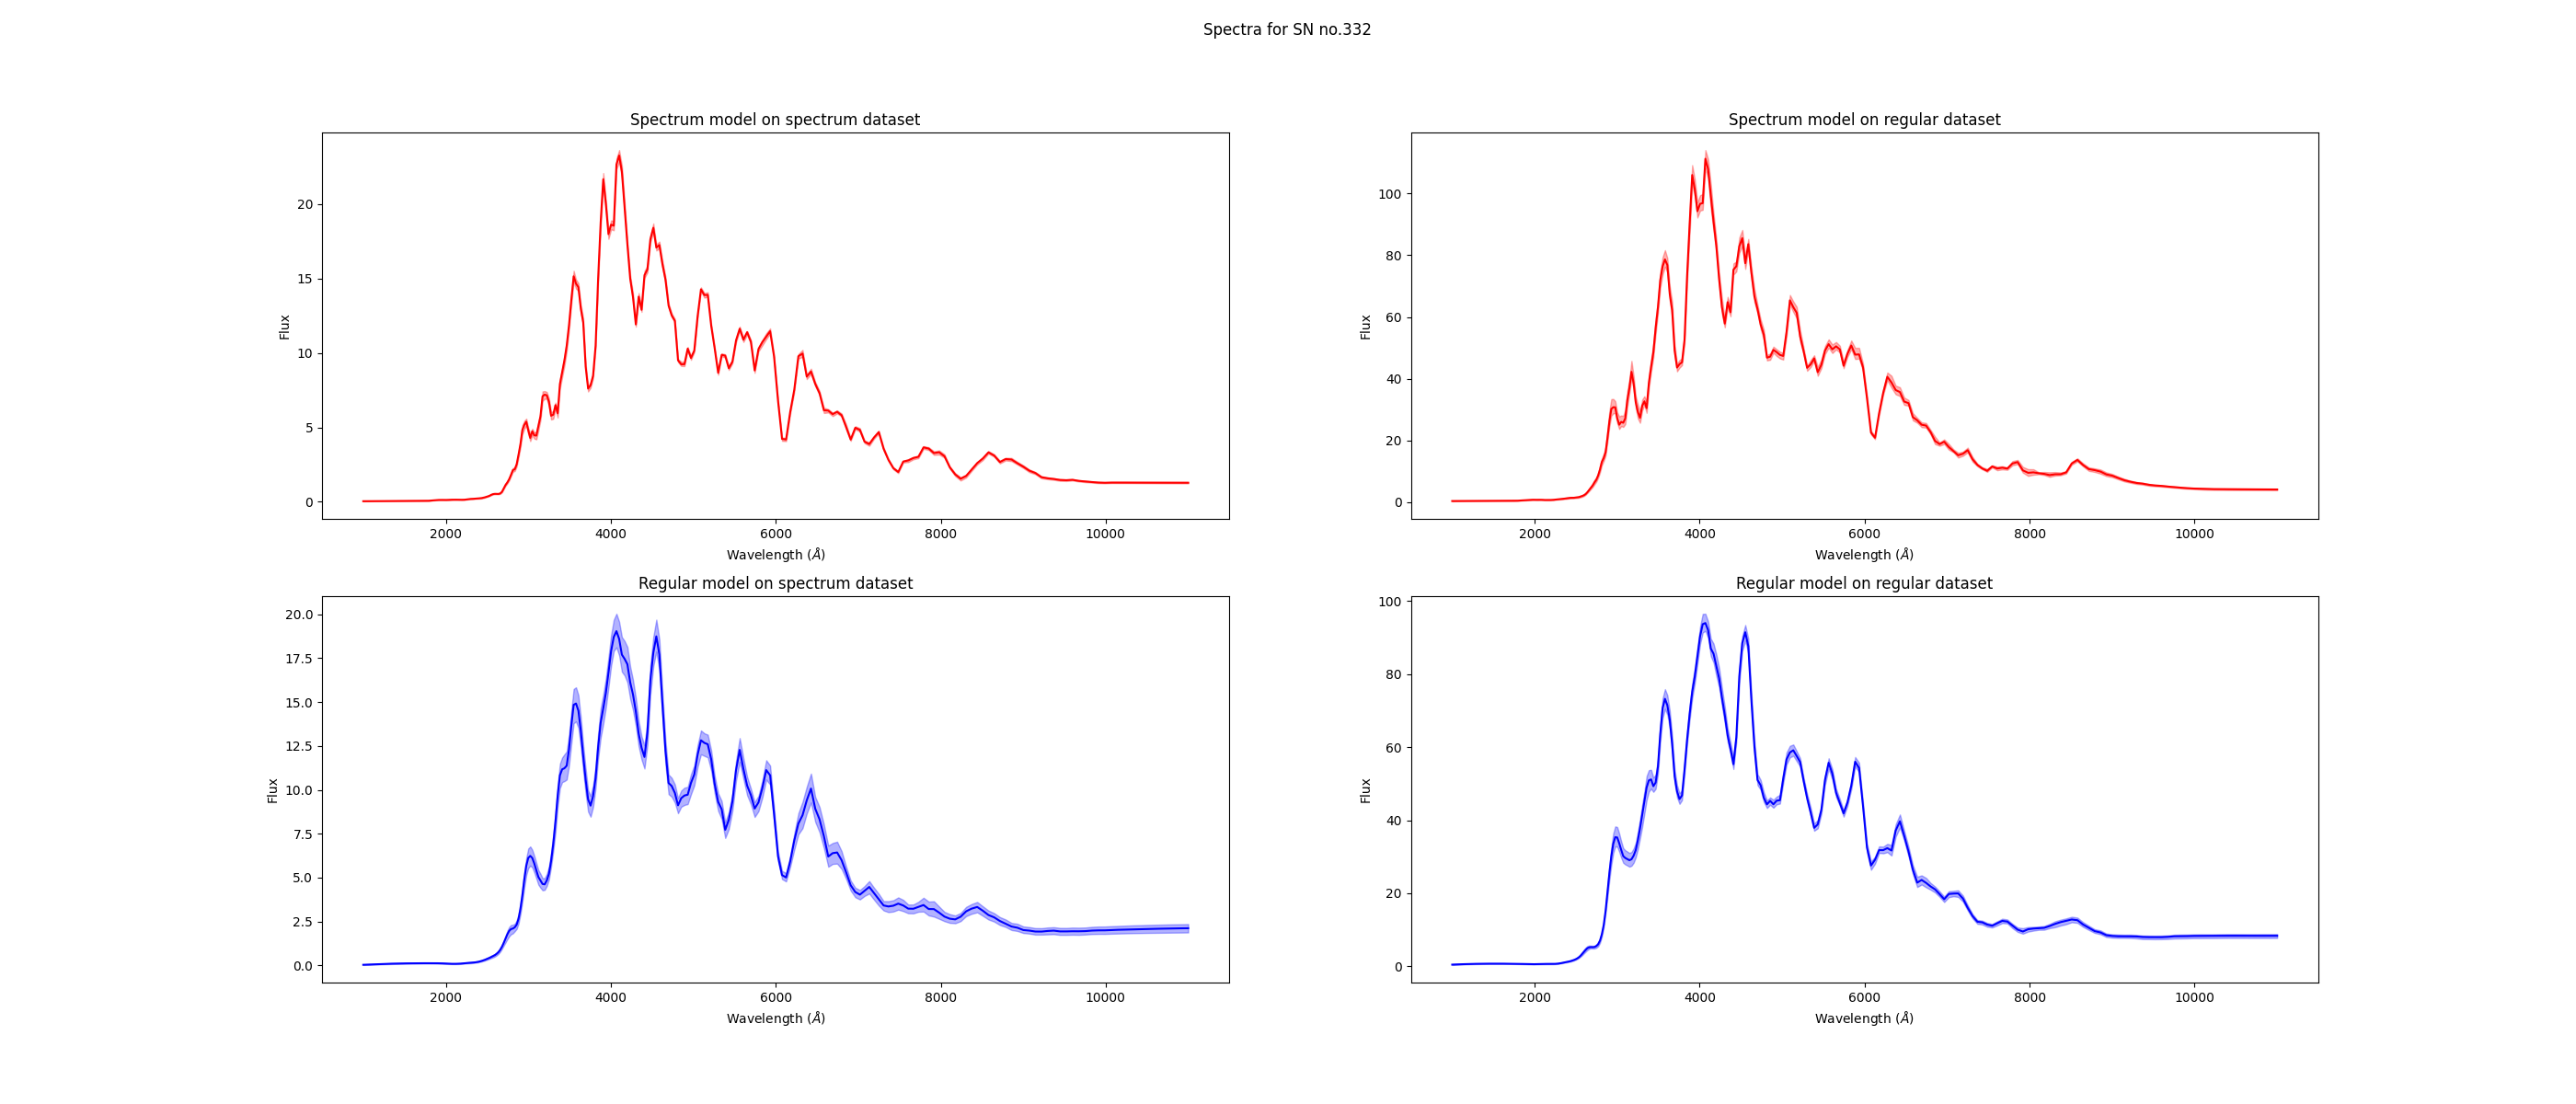 Spectra for SN no.332
Spectrum model on spectrum dataset
Flux
20
15
10
5
0
2000 4000 6000 8000 10000
Wavelength (Å)
Spectrum model on regular dataset
Flux
100
80
60
40
20
0
2000 4000 6000 8000 10000
Wavelength (Å)
Regular model on spectrum dataset
Flux
20.0
17.5
15.0
12.5
10.0
7.5
5.0
2.5
0.0
2000 4000 6000 8000 10000
Wavelength (Å)
Regular model on regular dataset
Flux
100
80
60
40
20
0
2000 4000 6000 8000 10000
Wavelength (Å)